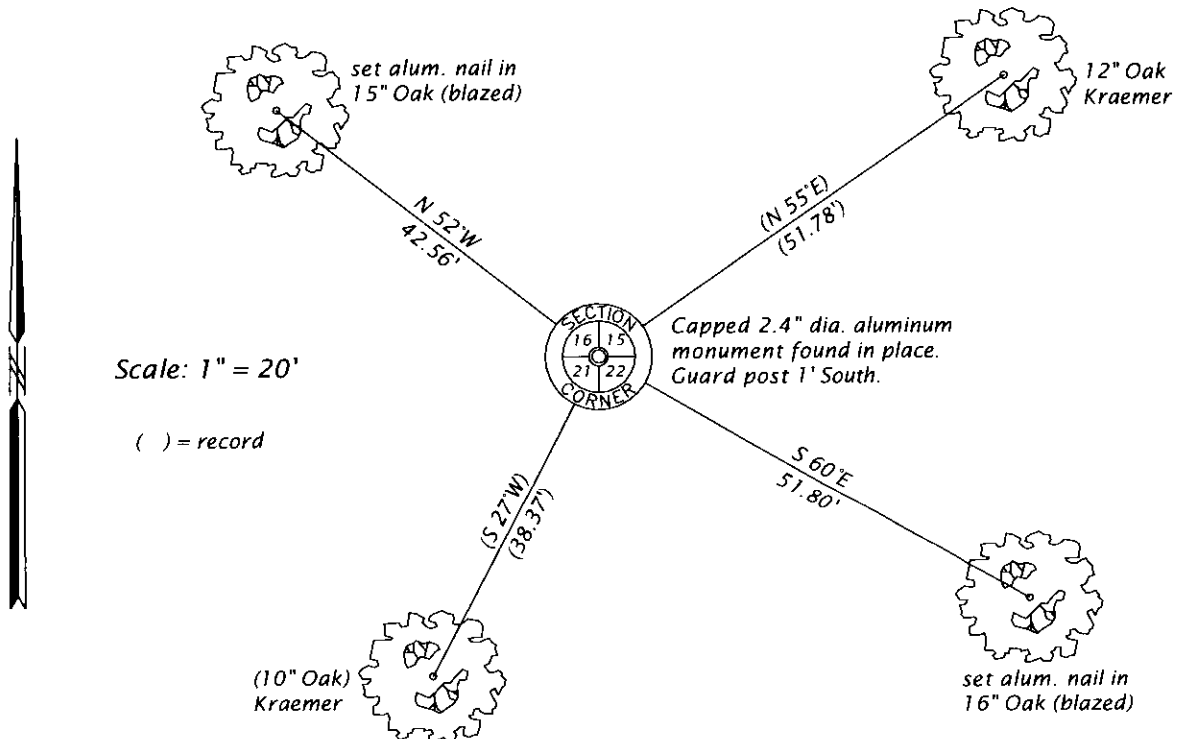 set alum. nail in
15" Oak (blazed)
12" Oak
Kraemer
N 52°W
42.56'
(N 55°E)
(51.78')
SECTION
16 15
21 22
CORNER
Capped 2.4" dia. aluminum
monument found in place.
Guard post 1' South.
Scale: 1" = 20'
( ) = record
S 60°E
51.80'
(S 27°W)
(38.37')
(10" Oak)
Kraemer
set alum. nail in
16" Oak (blazed)